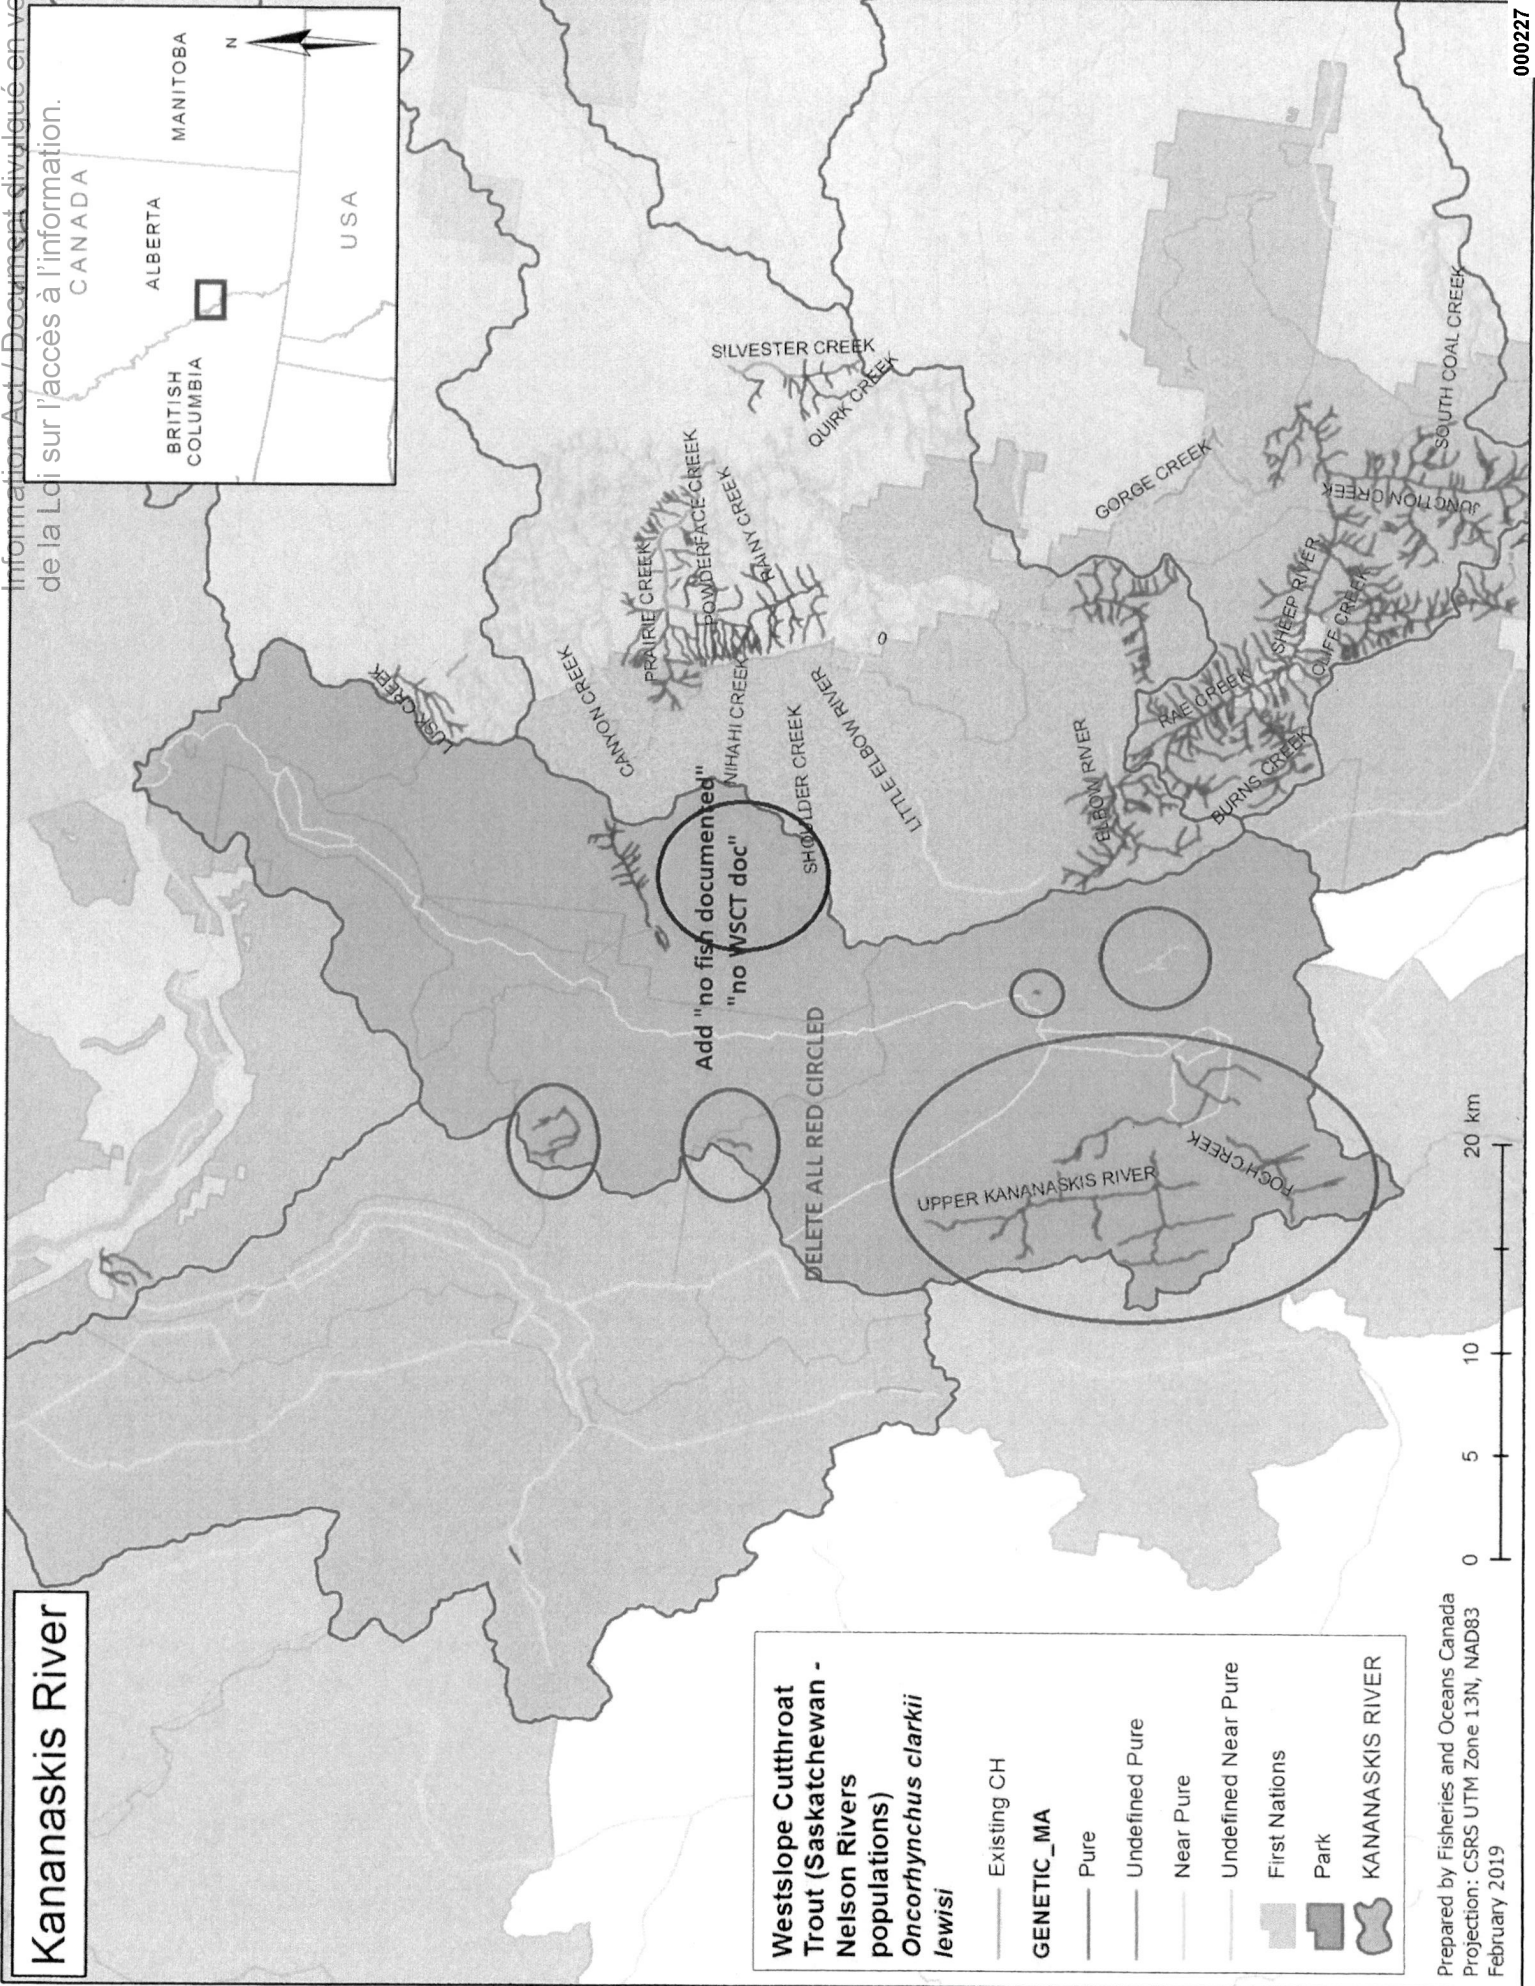 Kananaskis River
Information Act / Document divulgué en
de la Loi sur l'accès à l'information.
CANADA
ALBERTA
MANITOBA
BRITISH
COLUMBIA
USA
N
LUSK CREEK
CANYON CREEK
PRAIRIE CREEK
POWDERFACE CREEK
RAINY CREEK
NIHAHI CREEK
SHOULDER CREEK
LITTLE ELBOW RIVER
SILVESTER CREEK
QUIRK CREEK
ELBOW RIVER
GORGE CREEK
RAE CREEK
BURNS CREEK
SHEEP RIVER
CLIFF CREEK
JUNCTION CREEK
SOUTH COAL CREEK
Add "no fish documented"
"no WSCT doc"
DELETE ALL RED CIRCLED
UPPER KANANASKIS RIVER
FOCH CREEK
Westslope Cutthroat
Trout (Saskatchewan -
Nelson Rivers
populations)
Oncorhynchus clarkii
lewisi
Existing CH
GENETIC_MA
Pure
Undefined Pure
Near Pure
Undefined Near Pure
First Nations
Park
KANANASKIS RIVER
0 5 10 20 km
Prepared by Fisheries and Oceans Canada
Projection: CSRS UTM Zone 13N, NAD83
February 2019
000227